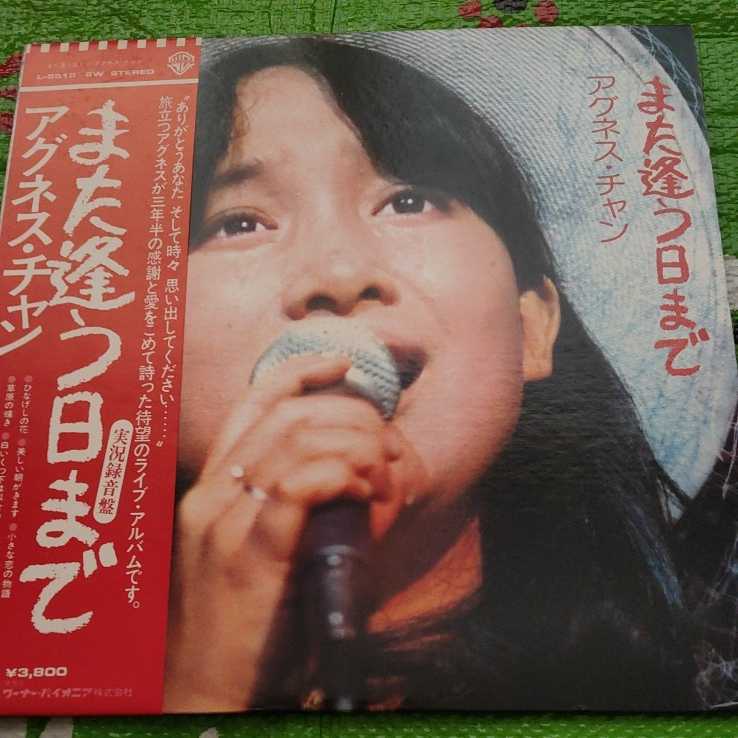 STEREO
また逢う日まで
アグネス・チャン
また逢う日まで
アグネス・チャン
"ありがとうあなた そして時々 思い出してください……"
旅立つアグネスが三年半の感謝と愛をこめて詩った待望のライブ・アルバムです。
実況録音盤
●ひなげしの花
●草原の輝き
●美しい朝がきます
●小さな恋の物語
¥3,800
ワーナー・パイオニア株式会社